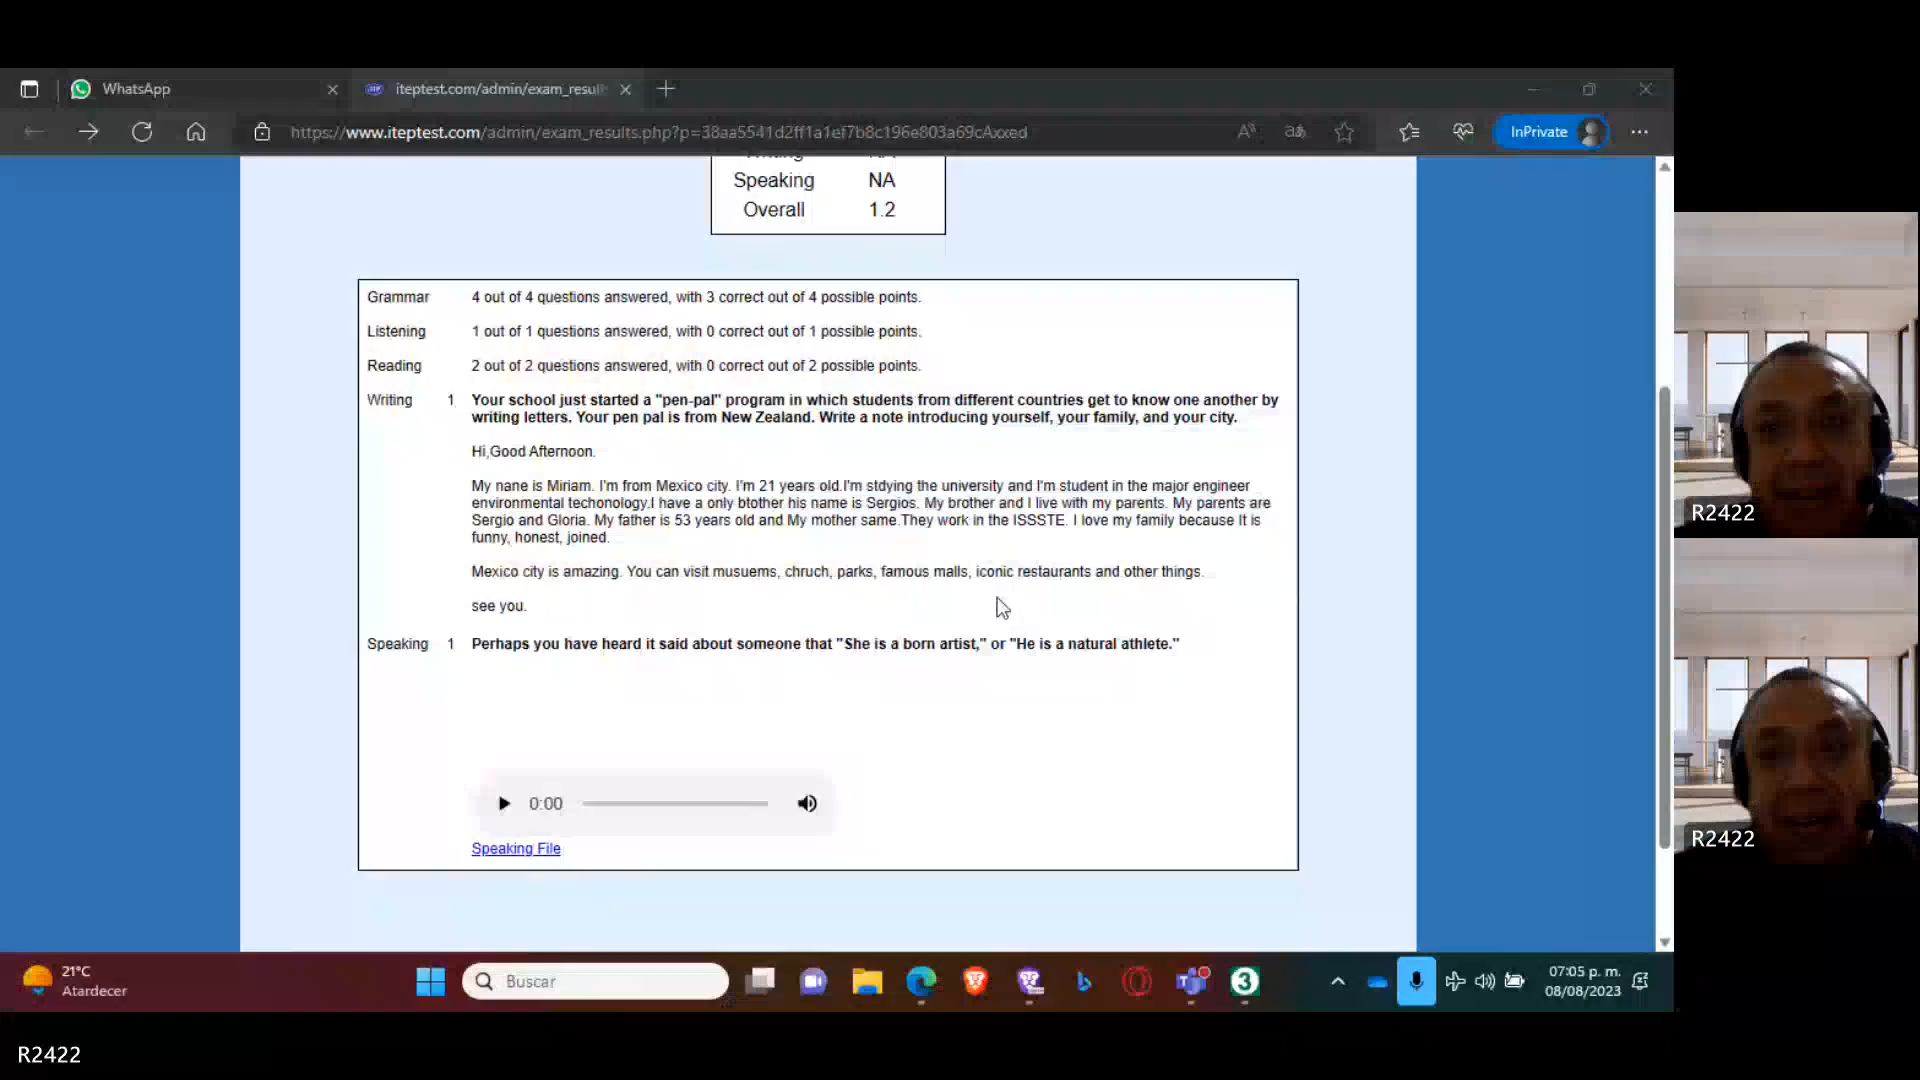 WhatsApp
iteptest.com/admin/exam_resul
https://www.iteptest.com/admin/exam_results.php?p=38aa5541d2ff1a1ef7b8c196e803a69cAxxed
InPrivate
Speaking NA
Overall 1.2
Grammar 4 out of 4 questions answered, with 3 correct out of 4 possible points.
Listening 1 out of 1 questions answered, with 0 correct out of 1 possible points.
Reading 2 out of 2 questions answered, with 0 correct out of 2 possible points.
Writing 1 Your school just started a "pen-pal" program in which students from different countries get to know one another by
writing letters. Your pen pal is from New Zealand. Write a note introducing yourself, your family, and your city.
Hi,Good Afternoon.
My nane is Miriam. I'm from Mexico city. I'm 21 years old.I'm stdying the university and I'm student in the major engineer
environmental techonology.I have a only btother his name is Sergios. My brother and I live with my parents. My parents are
Sergio and Gloria. My father is 53 years old and My mother same.They work in the ISSSTE. I love my family because It is
funny, honest, joined.
Mexico city is amazing. You can visit musuems, chruch, parks, famous malls, iconic restaurants and other things.
see you.
Speaking 1 Perhaps you have heard it said about someone that "She is a born artist," or "He is a natural athlete."
0:00
Speaking File
R2422
R2422
21°C
Atardecer
Buscar
3
07:05 p. m.
08/08/2023
R2422